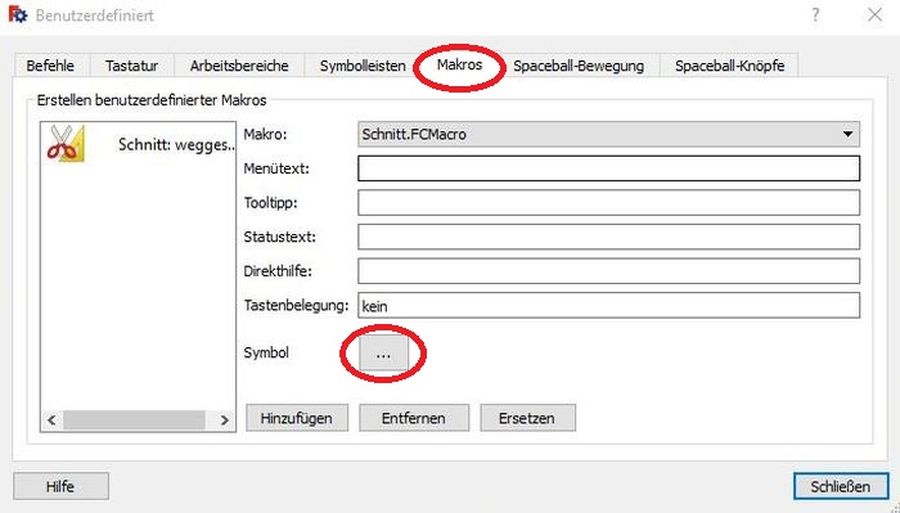 Benutzerdefiniert
?
Befehle Tastatur Arbeitsbereiche Symbolleisten Makros Spaceball-Bewegung Spaceball-Knöpfe
Erstellen benutzerdefinierter Makros
Schnitt: wegges..
Makro: Schnitt.FCMacro
Menütext:
Tooltipp:
Statustext:
Direkthilfe:
Tastenbelegung: kein
Symbol ...
Hinzufügen Entfernen Ersetzen
Hilfe Schließen